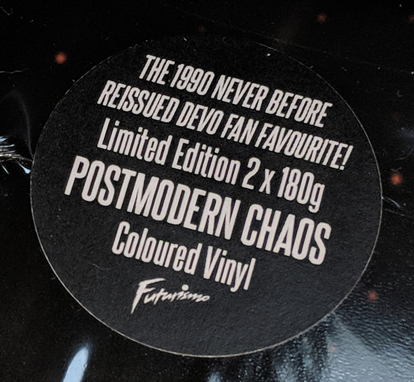 THE 1990 NEVER BEFORE
REISSUED DEVO FAN FAVOURITE!
Limited Edition 2 x 180g
POSTMODERN CHAOS
Coloured Vinyl
Futurismo